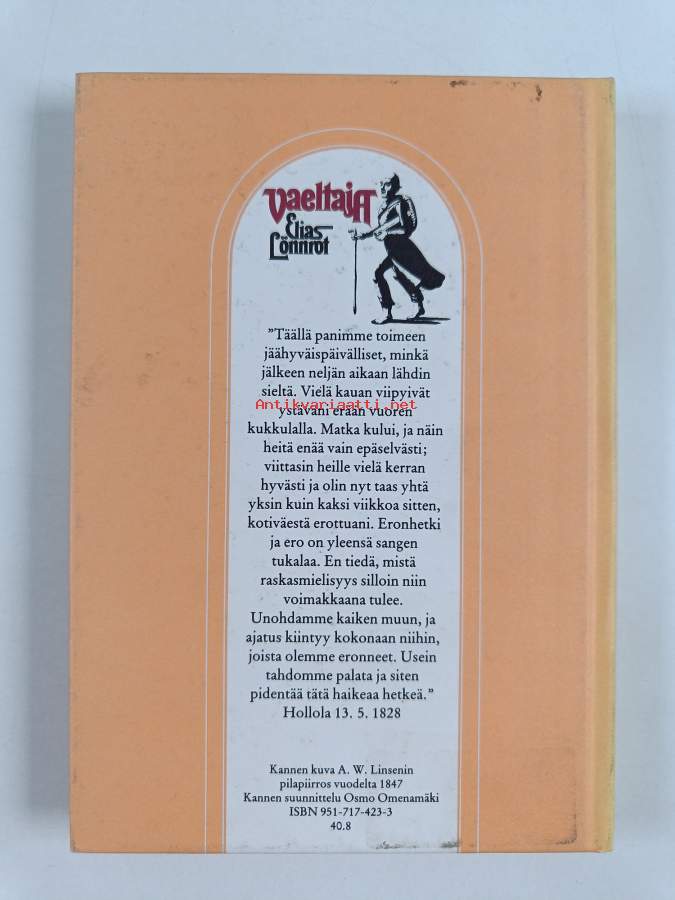 Vaeltaja
Elias
Lönnrot
”Täällä panimme toimeen
jäähyväispäivälliset, minkä
jälkeen neljän aikaan lähdin
sieltä. Vielä kauan viipyivät
Antikvariaatti.net
ystäväni erään vuoren
kukkulalla. Matka kului, ja näin
heitä enää vain epäselvästi;
viittasin heille vielä kerran
hyvästi ja olin nyt taas yhtä
yksin kuin kaksi viikkoa sitten,
kotiväestä erottuani. Eronhetki
ja ero on yleensä sangen
tukalaa. En tiedä, mistä
raskasmielisyys silloin niin
voimakkaana tulee.
Unohdamme kaiken muun, ja
ajatus kiintyy kokonaan niihin,
joista olemme eronneet. Usein
tahdomme palata ja siten
pidentää tätä haikeaa hetkeä.”
Hollola 13. 5. 1828
Kannen kuva A. W. Linsenin
pilapiirros vuodelta 1847
Kannen suunnittelu Osmo Omenamäki
ISBN 951-717-423-3
40.8